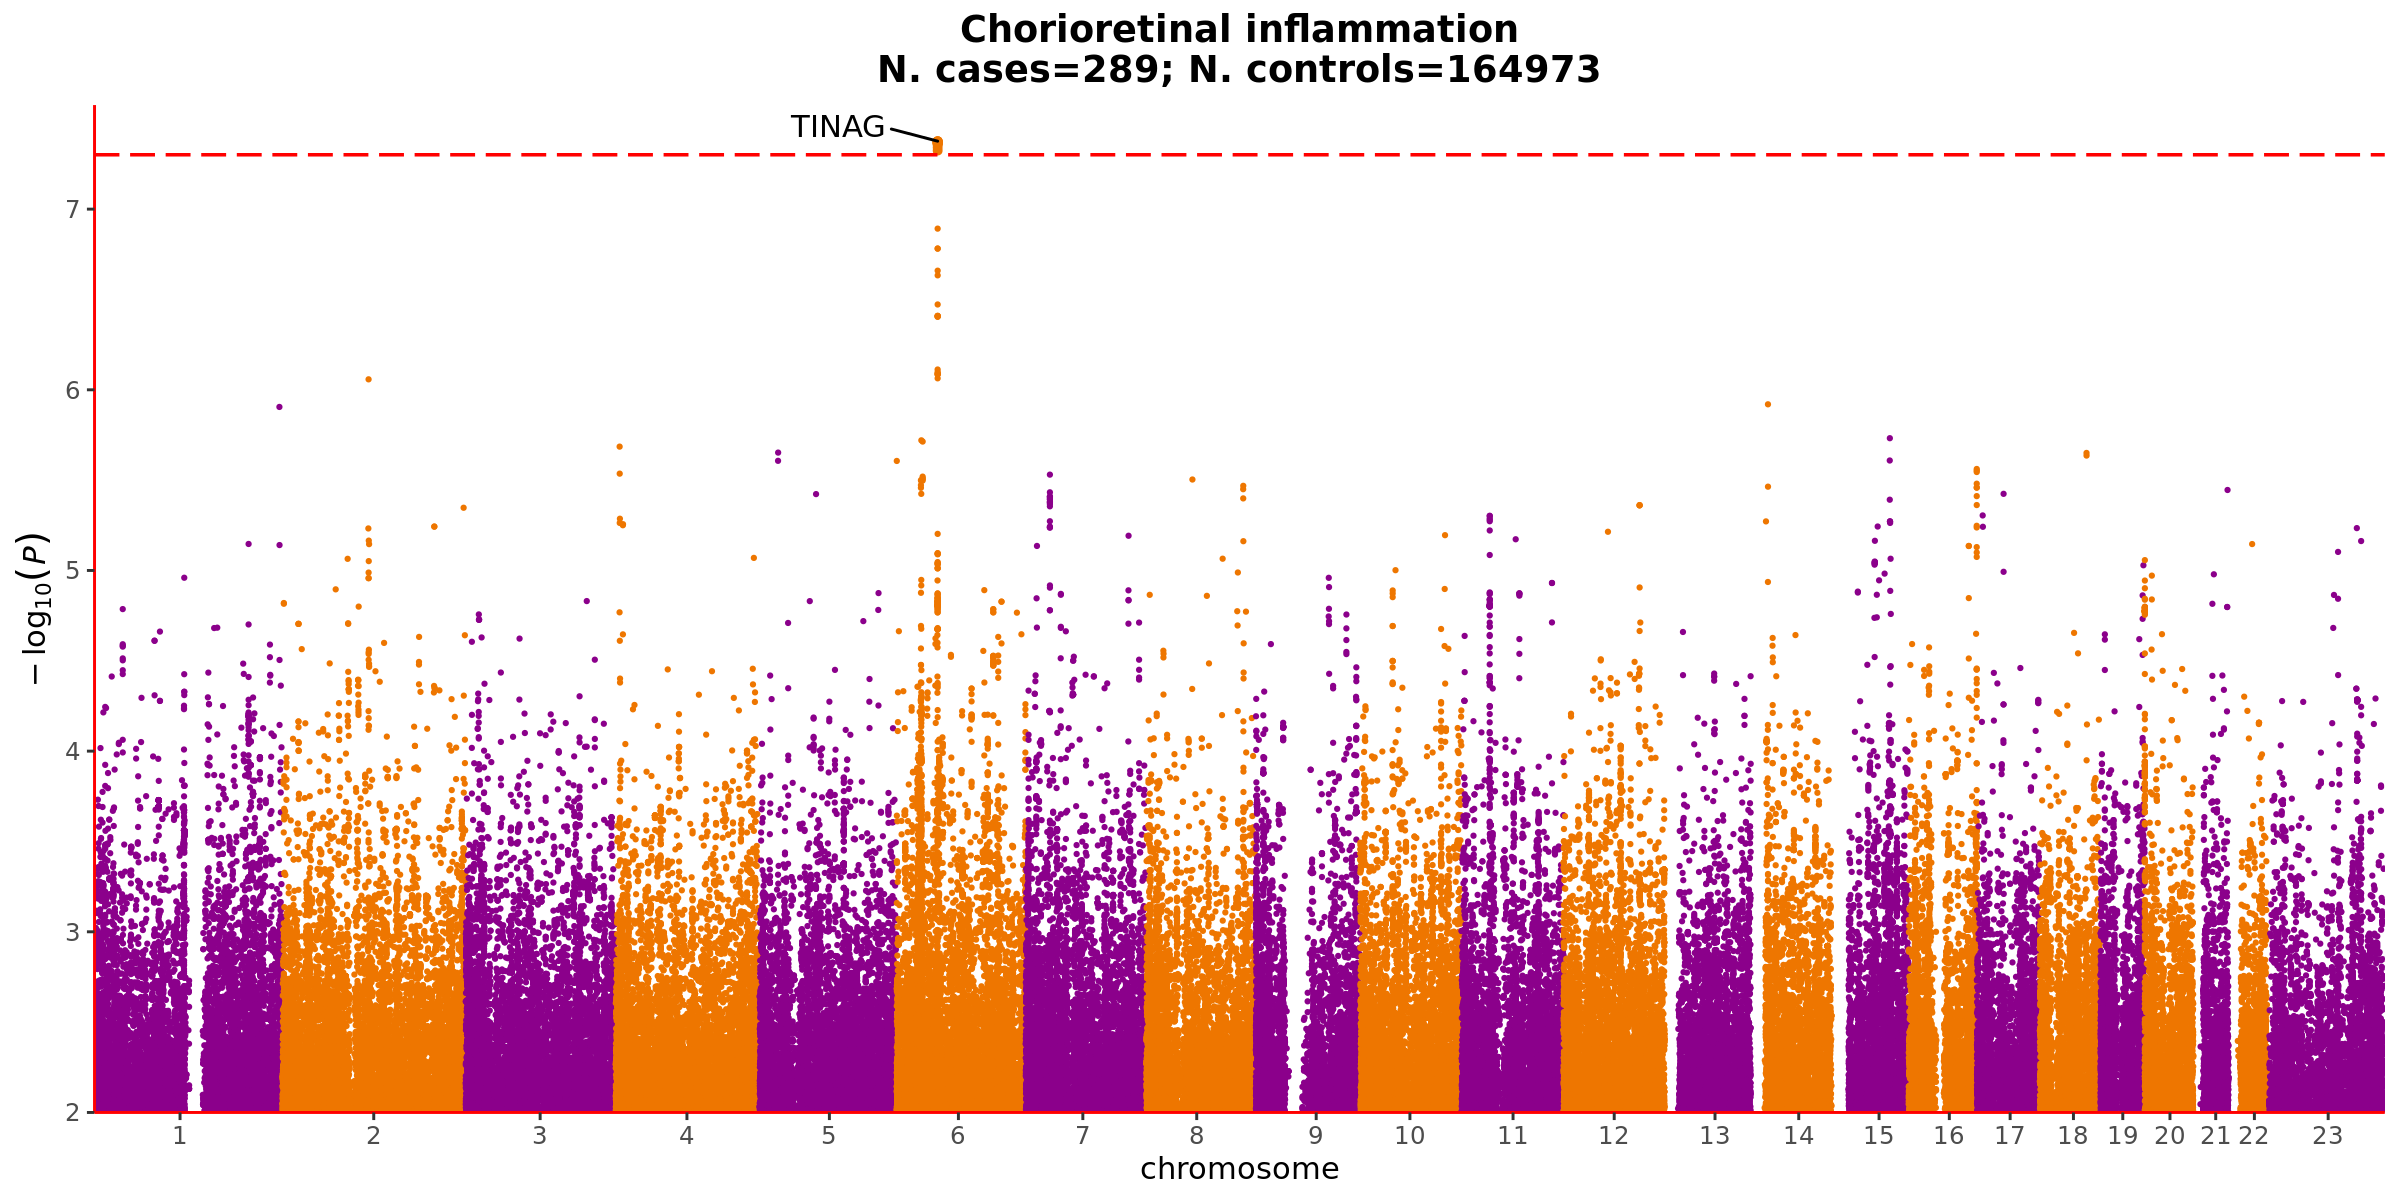 Chorioretinal inflammation
N. cases=289; N. controls=164973
TINAG
7
6
5
4
3
2
−log10(P)
1 2 3 4 5 6 7 8 9 10 11 12 13 14 15 16 17 18 19 20 21 22 23
chromosome